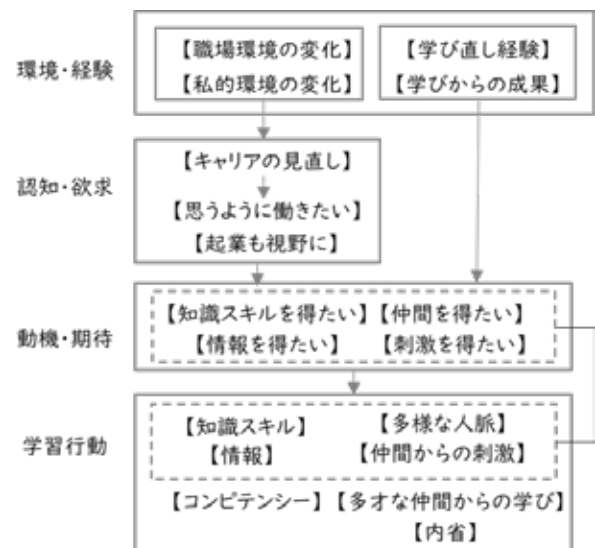 環境・経験
【職場環境の変化】
【私的環境の変化】
【学び直し経験】
【学びからの成果】
認知・欲求
【キャリアの見直し】
【思うように働きたい】
【起業も視野に】
動機・期待
【知識スキルを得たい】【仲間を得たい】
【情報を得たい】 【刺激を得たい】
学習行動
【知識スキル】 【多様な人脈】
【情報】 【仲間からの刺激】
【コンピテンシー】【多才な仲間からの学び】
【内省】